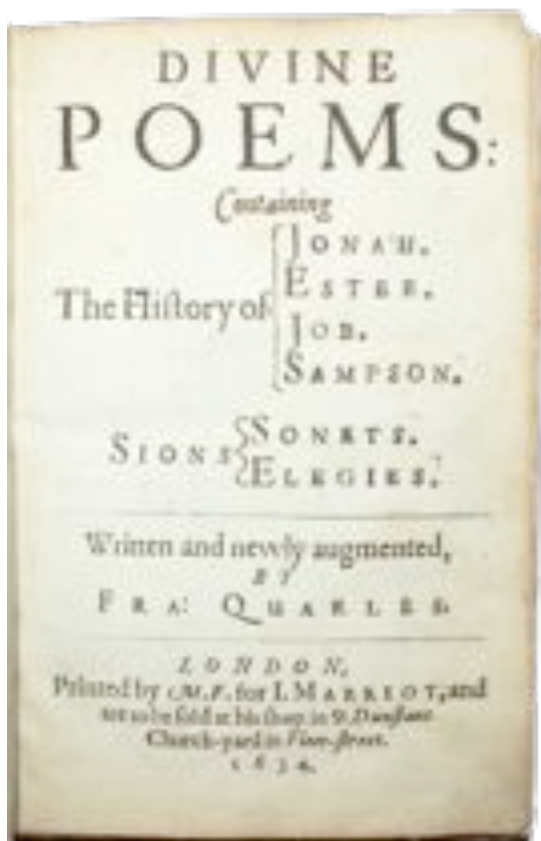 DIVINE
POEMS:
Containing
The Hiſtory of
JONAH.
ESTER.
JOB.
SAMPSON.
SIONS
SONETS.
ELEGIES.
Written and newly augmented,
BY
FRA: QUARLES.
LONDON,
Printed by M.F. for I. MARRIOT, and
are to be ſold at his ſhop in St. Dunſtans
Church-yard in Fleet-ſtreet.